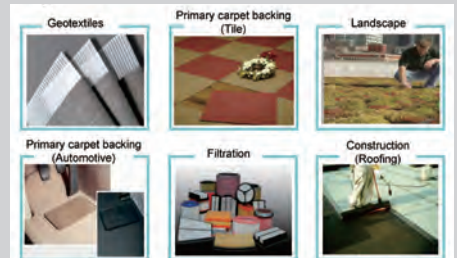 Geotextiles
Primary carpet backing
(Tile)
Landscape
Primary carpet backing
(Automotive)
Filtration
Construction
(Roofing)